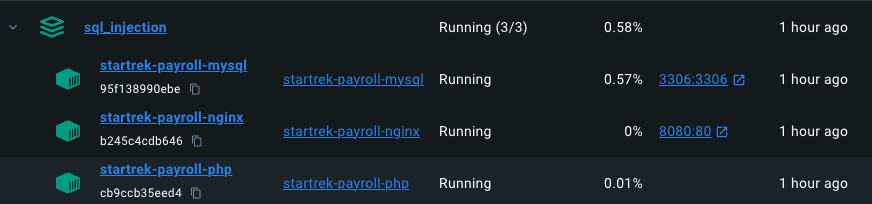 sql_injection Running (3/3) 0.58% 1 hour ago
startrek-payroll-mysql
95f138990ebe startrek-payroll-mysql Running 0.57% 3306:3306 1 hour ago
startrek-payroll-nginx
b245c4cdb646 startrek-payroll-nginx Running 0% 8080:80 1 hour ago
startrek-payroll-php
cb9ccb35eed4 startrek-payroll-php Running 0.01% 1 hour ago